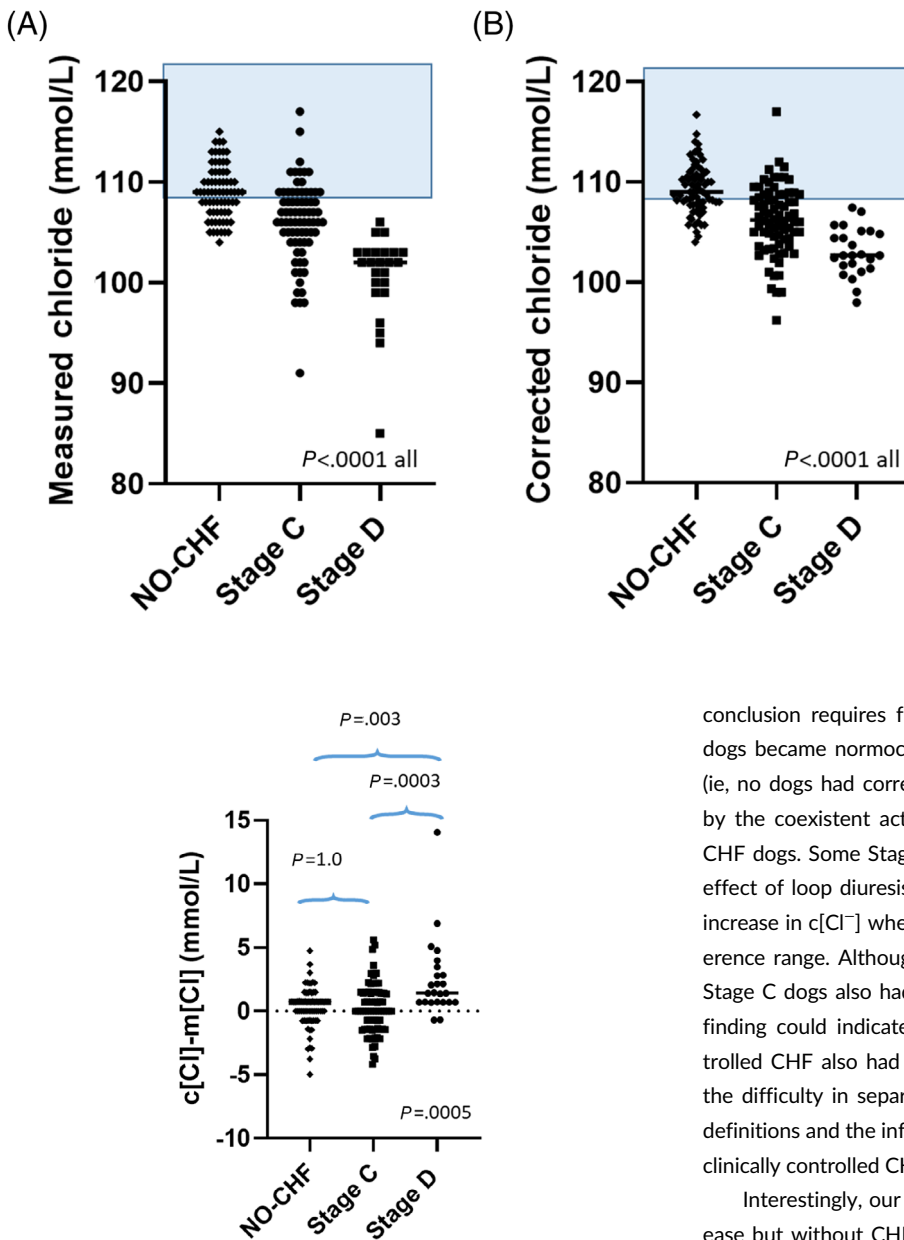 (A)
Measured chloride (mmol/L)
120
110
100
90
80
P<.0001 all
NO-CHF
Stage C
Stage D
(B)
Corrected chloride (mmol/L)
120
110
100
90
80
P<.0001 all
NO-CHF
Stage C
Stage D
P=.003
P=.0003
P=1.0
c[Cl]-m[Cl] (mmol/L)
15
10
5
0
-5
-10
P=.0005
NO-CHF
Stage C
Stage D
conclusion requires f
dogs became normoc
(ie, no dogs had corre
by the coexistent act
CHF dogs. Some Stag
effect of loop diuresis
increase in c[Cl⁻] whe
erence range. Althoug
Stage C dogs also had
finding could indicate
trolled CHF also had
the difficulty in separ
definitions and the inf
clinically controlled CH
Interestingly, our
ease but without CHF